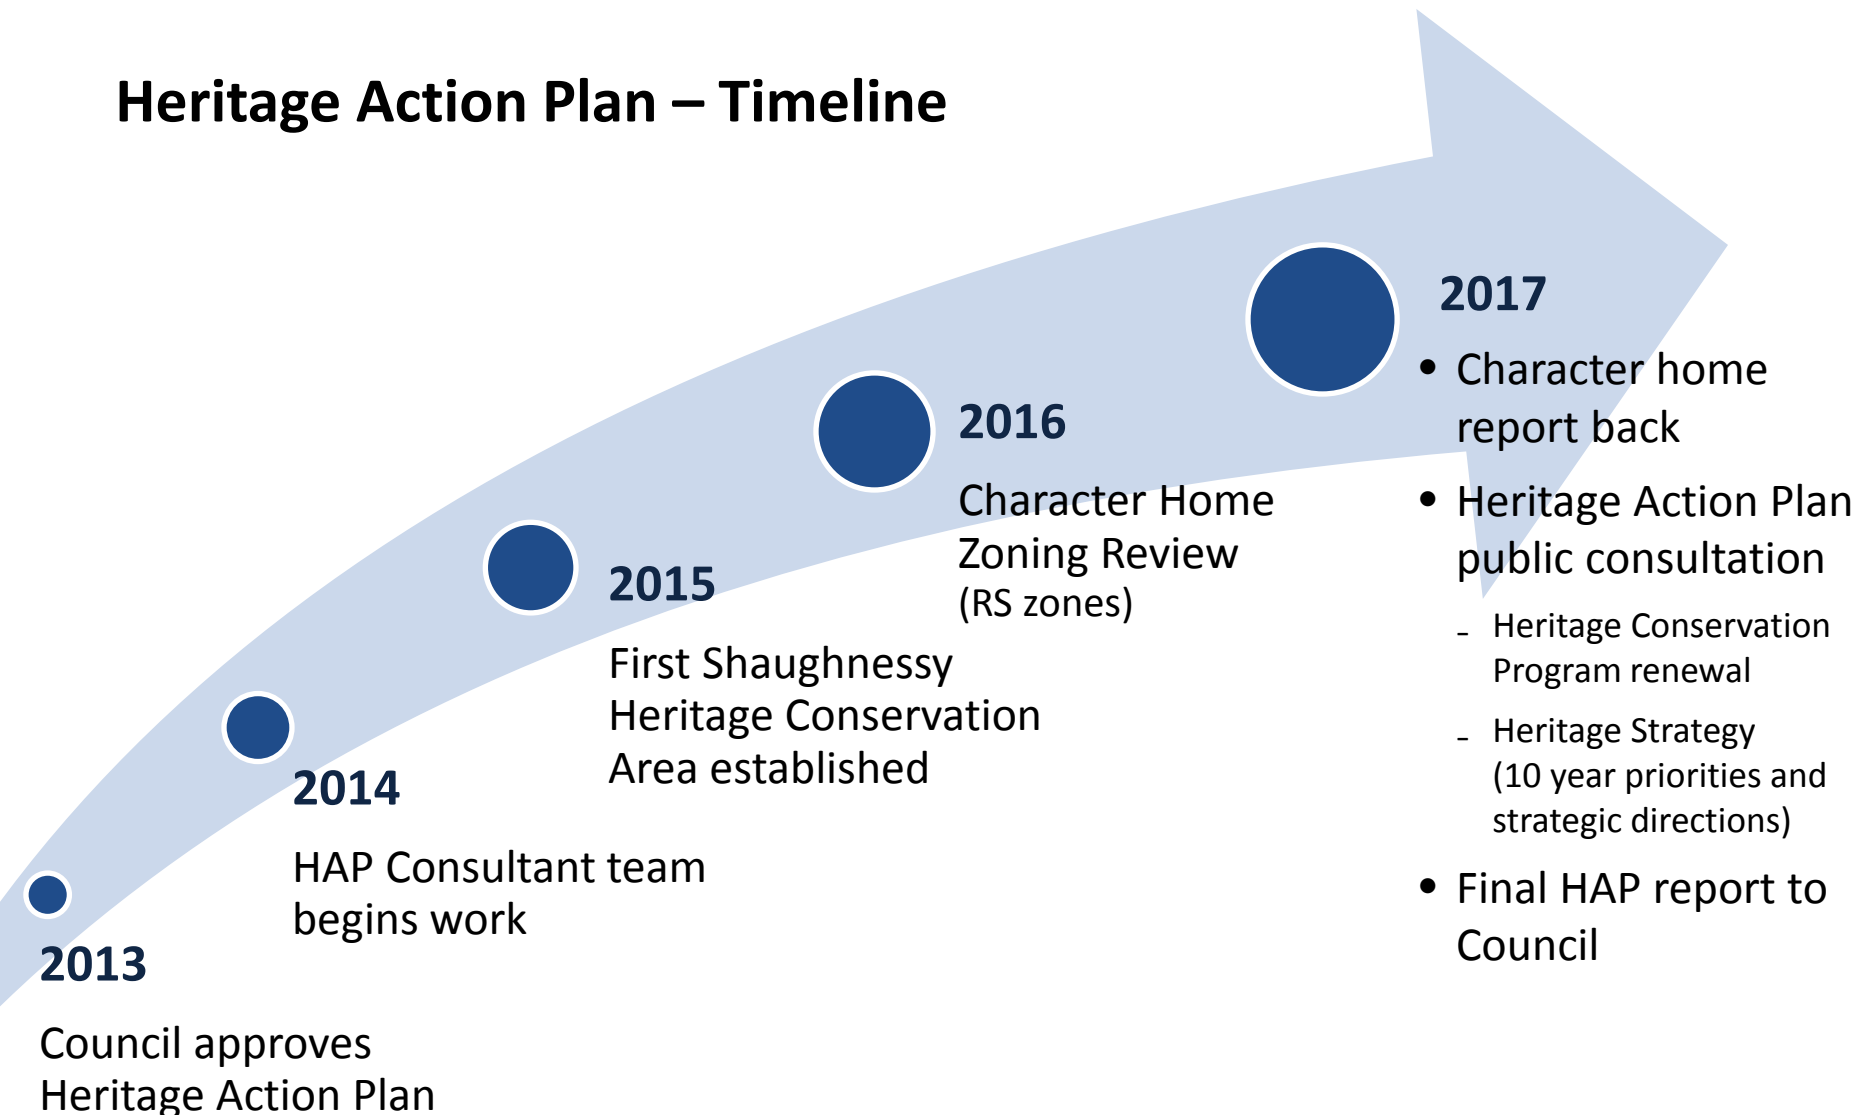 Heritage Action Plan – Timeline
2013
Council approves
Heritage Action Plan
2014
HAP Consultant team
begins work
2015
First Shaughnessy
Heritage Conservation
Area established
2016
Character Home
Zoning Review
(RS zones)
2017
• Character home
report back
• Heritage Action Plan
public consultation
- Heritage Conservation
Program renewal
- Heritage Strategy
(10 year priorities and
strategic directions)
• Final HAP report to
Council